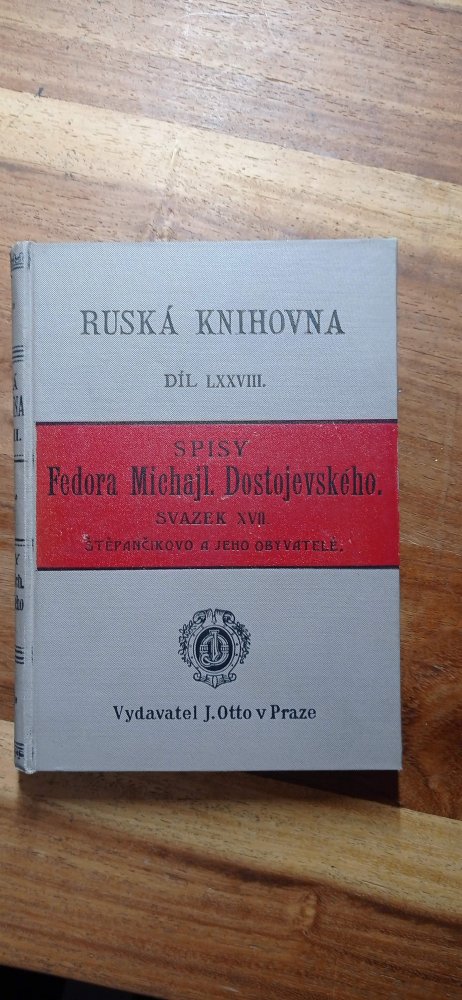 RUSKÁ KNIHOVNA
DÍL LXXVIII.
SPISY
Fedora Michajl. Dostojevského.
SVAZEK XVII.
ŠTĚPANČIKOVO A JEHO OBYVATELÉ.
Vydavatel J. Otto v Praze